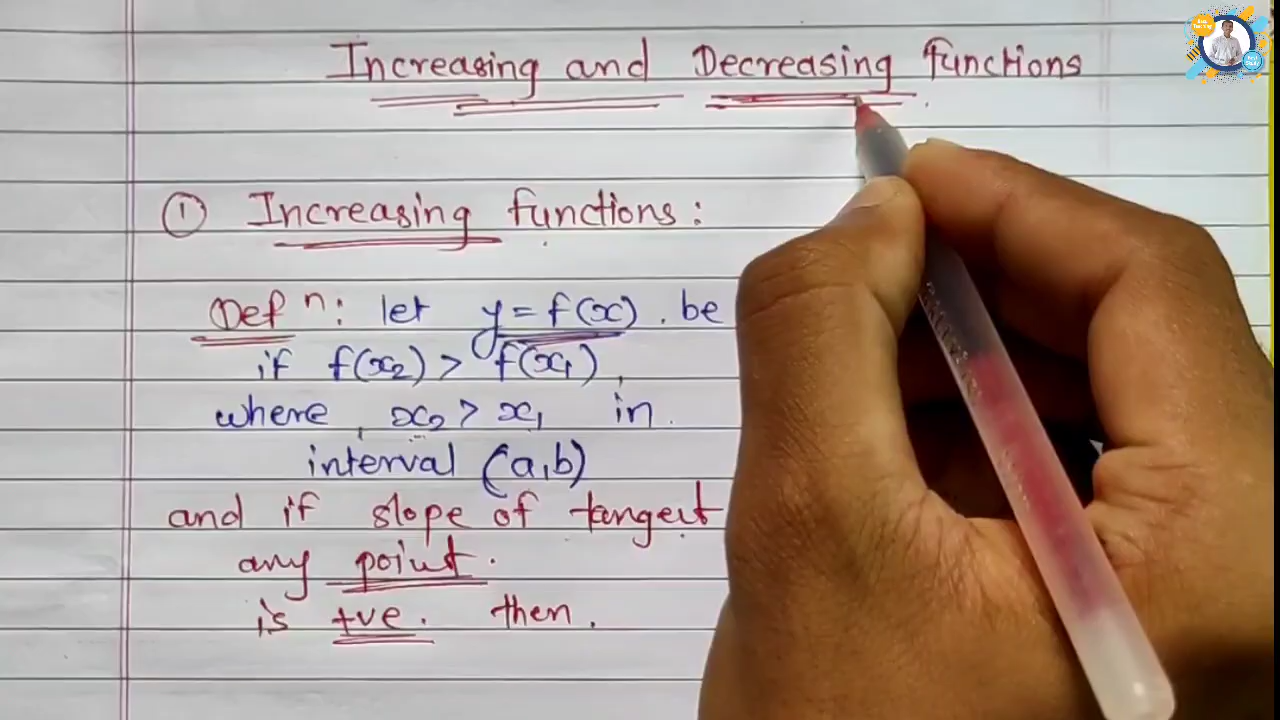 Increasing and Decreasing functions
① Increasing functions:
Defn: let y = f(x). be
if f(x₂) > f(x₁),
where, x₂ > x₁ in.
interval (a,b)
and if slope of tangent
any point.
is +ve. then.